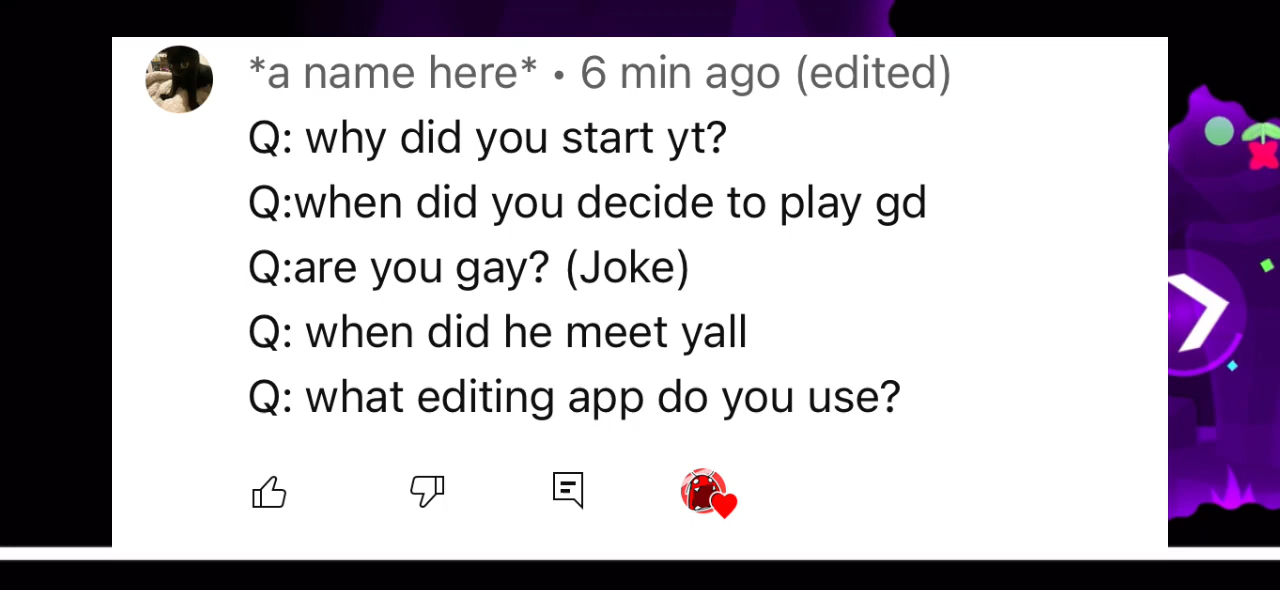 *a name here* • 6 min ago (edited)
Q: why did you start yt?
Q:when did you decide to play gd
Q:are you gay? (Joke)
Q: when did he meet yall
Q: what editing app do you use?